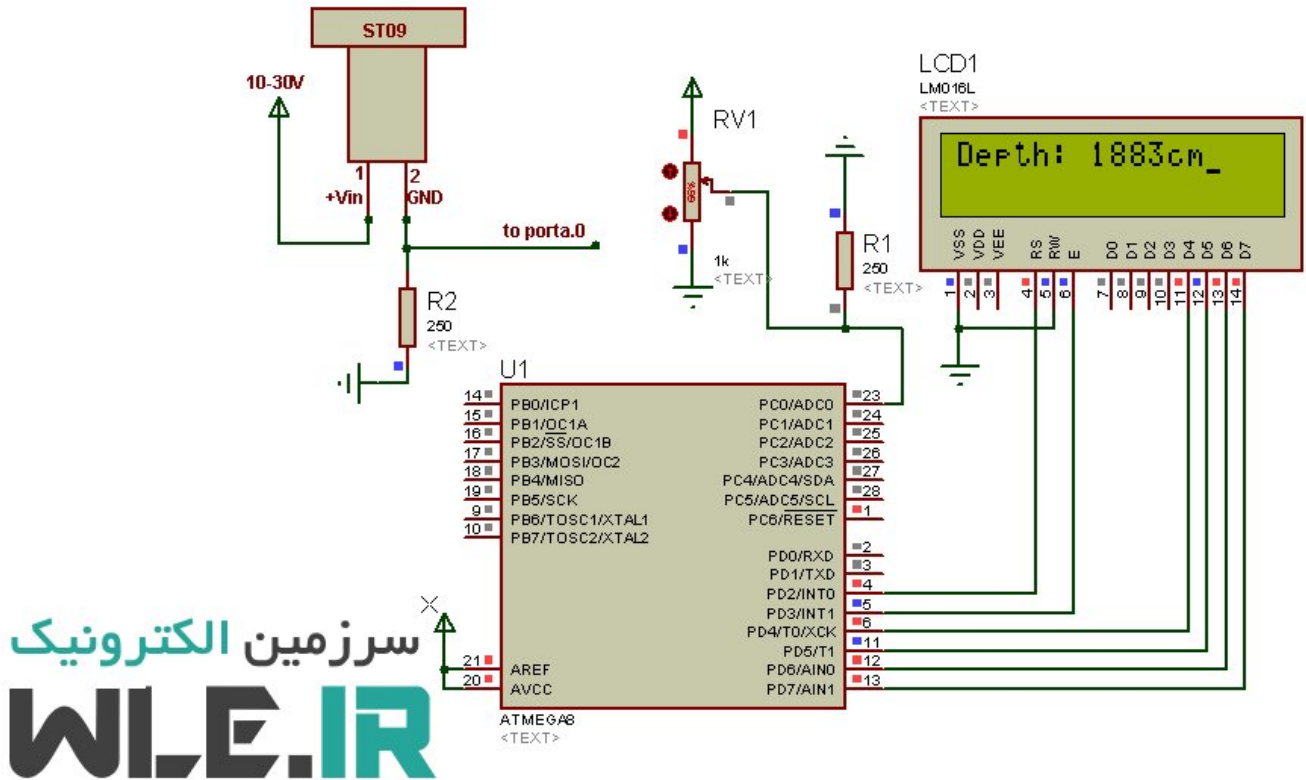 ST09
10-30V
1
+Vin
2
GND
to porta.0
R2
250
<TEXT>
RV1
66%
1k
<TEXT>
R1
250
<TEXT>
LCD1
LM016L
<TEXT>
Depth: 1883cm_
VSS
VDD
VEE
RS
RW
E
D0
D1
D2
D3
D4
D5
D6
D7
1
2
3
4
5
6
7
8
9
10
11
12
13
14
U1
14 PB0/ICP1
15 PB1/OC1A
16 PB2/SS/OC1B
17 PB3/MOSI/OC2
18 PB4/MISO
19 PB5/SCK
9 PB6/TOSC1/XTAL1
10 PB7/TOSC2/XTAL2
21 AREF
20 AVCC
PC0/ADC0 23
PC1/ADC1 24
PC2/ADC2 25
PC3/ADC3 26
PC4/ADC4/SDA 27
PC5/ADC5/SCL 28
PC6/RESET 1
PD0/RXD 2
PD1/TXD 3
PD2/INT0 4
PD3/INT1 5
PD4/T0/XCK 6
PD5/T1 11
PD6/AIN0 12
PD7/AIN1 13
ATMEGA8
<TEXT>
سرزمین الکترونیک
WLE.IR